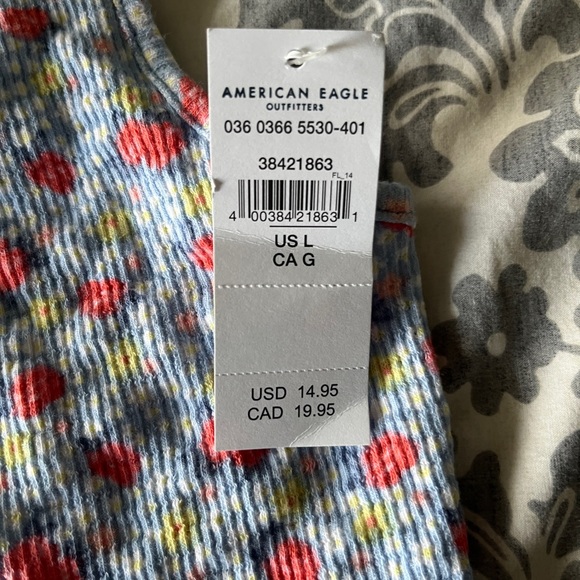 AMERICAN EAGLE
OUTFITTERS
036 0366 5530-401
38421863
FL_14
4 00384 21863 1
US L
CA G
USD 14.95
CAD 19.95